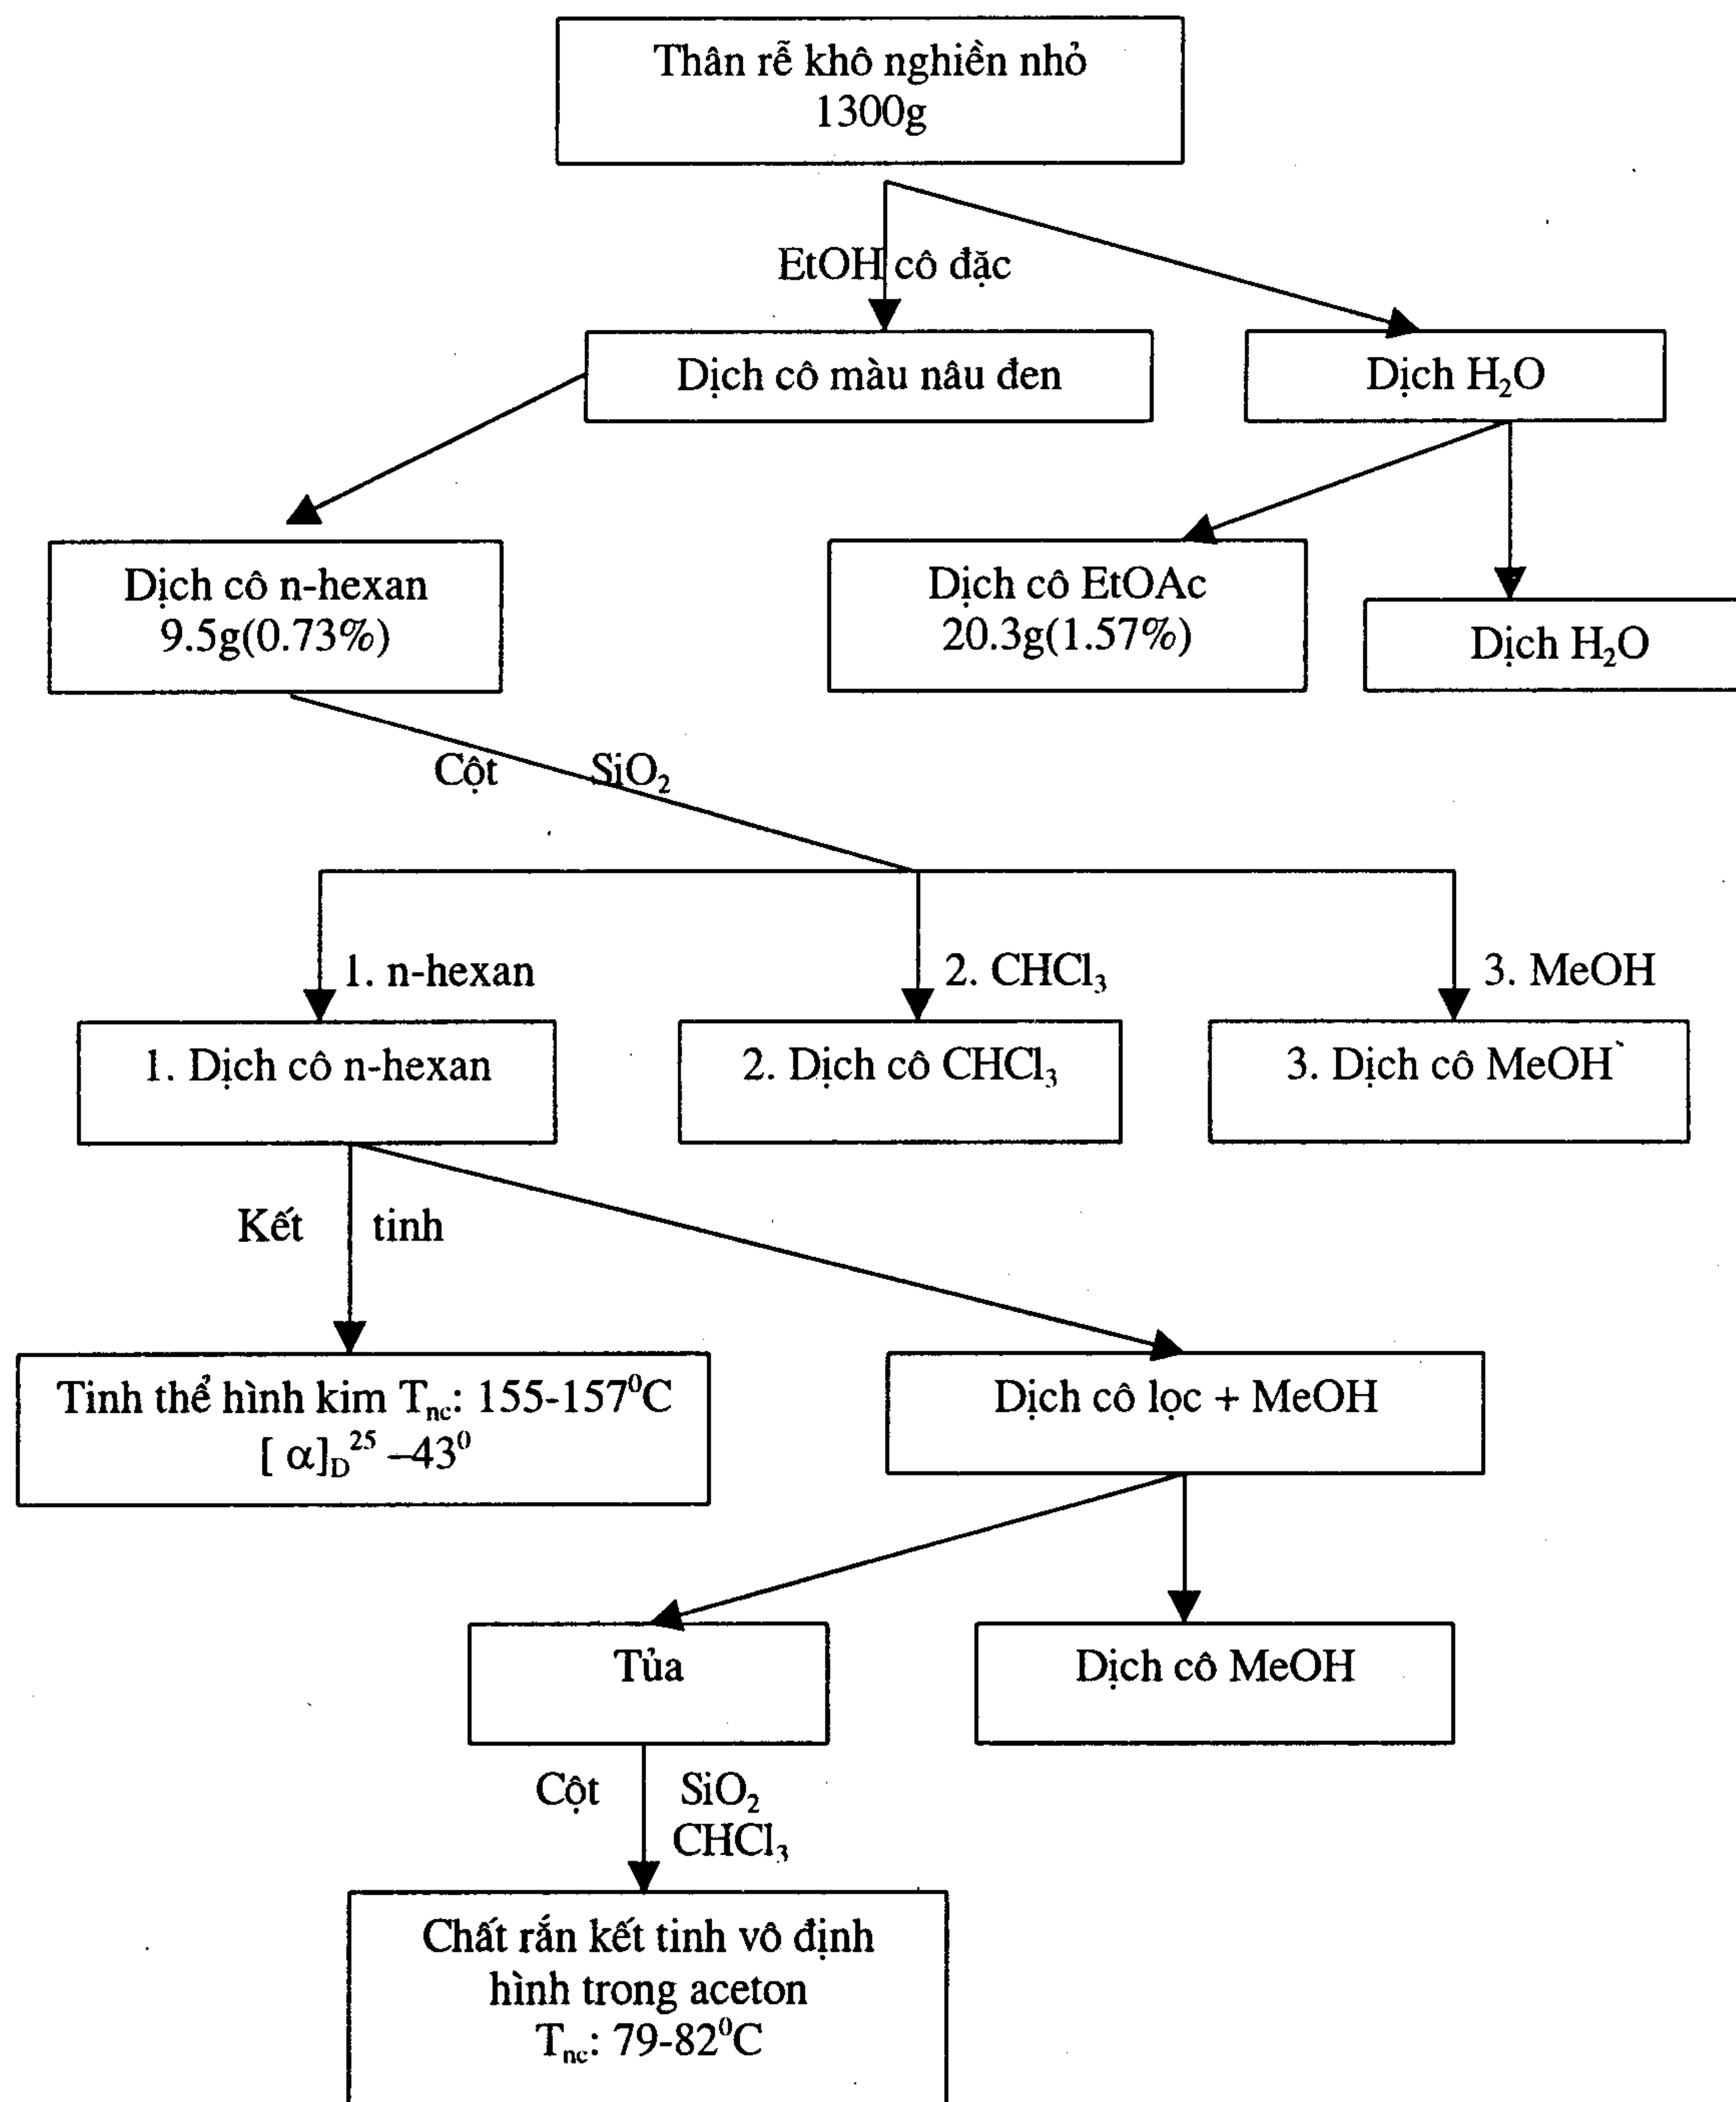 Thân rễ khô nghiền nhỏ
1300g
EtOH cô đặc
Dịch cô màu nâu đen
Dịch H₂O
Dịch cô n-hexan
9.5g(0.73%)
Dịch cô EtOAc
20.3g(1.57%)
Dịch H₂O
Cột SiO₂
1. n-hexan
2. CHCl₃
3. MeOH
1. Dịch cô n-hexan
2. Dịch cô CHCl₃
3. Dịch cô MeOH
Kết tinh
Tinh thể hình kim Tₙc: 155-157⁰C
[ α]D²⁵ –43⁰
Dịch cô lọc + MeOH
Tủa
Dịch cô MeOH
Cột SiO₂
CHCl₃
Chất rắn kết tinh vô định
hình trong aceton
Tₙc: 79-82⁰C